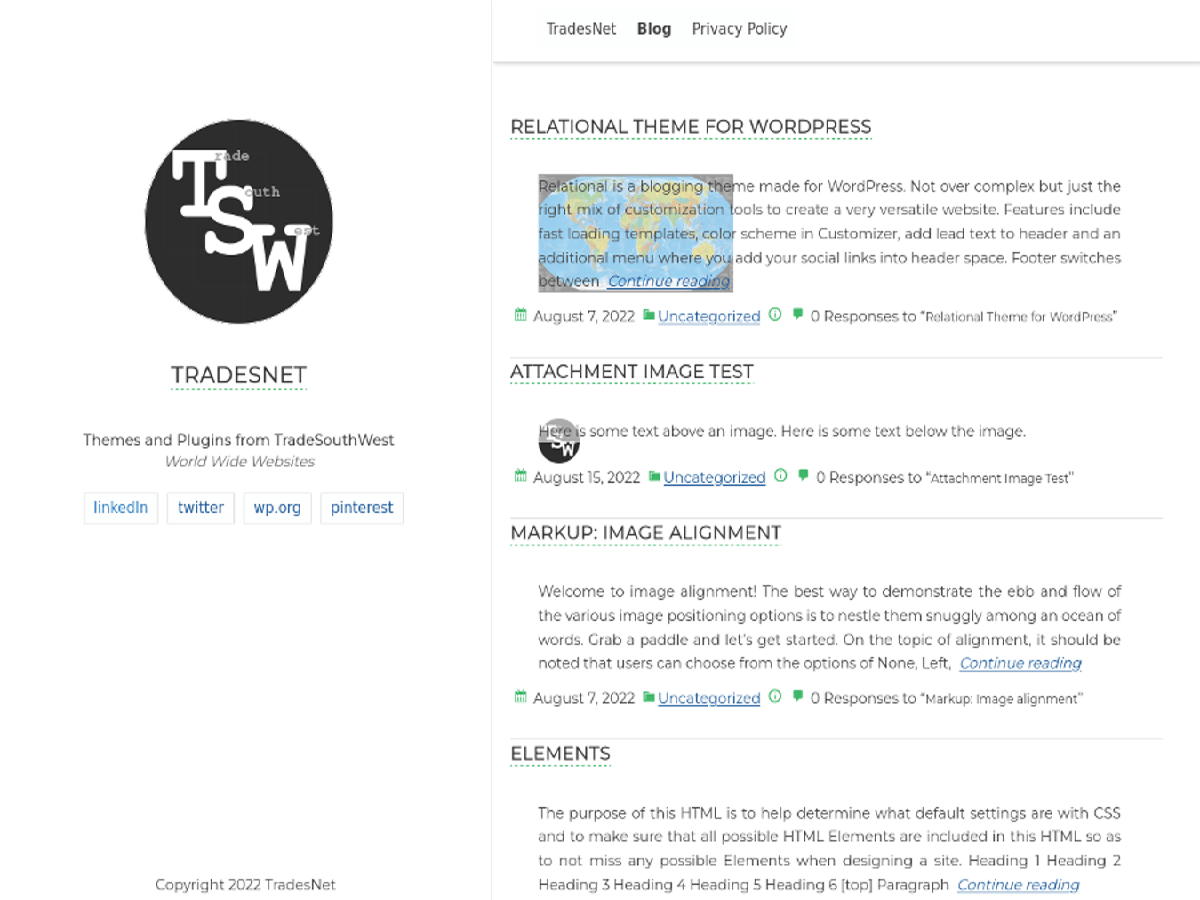 TradesNet Blog Privacy Policy
Trade
South
West
TRADESNET
Themes and Plugins from TradeSouthWest
World Wide Websites
linkedIn twitter wp.org pinterest
Copyright 2022 TradesNet
RELATIONAL THEME FOR WORDPRESS
Relational is a blogging theme made for WordPress. Not over complex but just the
right mix of customization tools to create a very versatile website. Features include
fast loading templates, color scheme in Customizer, add lead text to header and an
additional menu where you add your social links into header space. Footer switches
between Continue reading
August 7, 2022 Uncategorized 0 Responses to “Relational Theme for WordPress”
ATTACHMENT IMAGE TEST
Here is some text above an image. Here is some text below the image.
TSW
August 15, 2022 Uncategorized 0 Responses to “Attachment Image Test”
MARKUP: IMAGE ALIGNMENT
Welcome to image alignment! The best way to demonstrate the ebb and flow of
the various image positioning options is to nestle them snuggly among an ocean of
words. Grab a paddle and let’s get started. On the topic of alignment, it should be
noted that users can choose from the options of None, Left, Continue reading
August 7, 2022 Uncategorized 0 Responses to “Markup: Image alignment”
ELEMENTS
The purpose of this HTML is to help determine what default settings are with CSS
and to make sure that all possible HTML Elements are included in this HTML so as
to not miss any possible Elements when designing a site. Heading 1 Heading 2
Heading 3 Heading 4 Heading 5 Heading 6 [top] Paragraph Continue reading